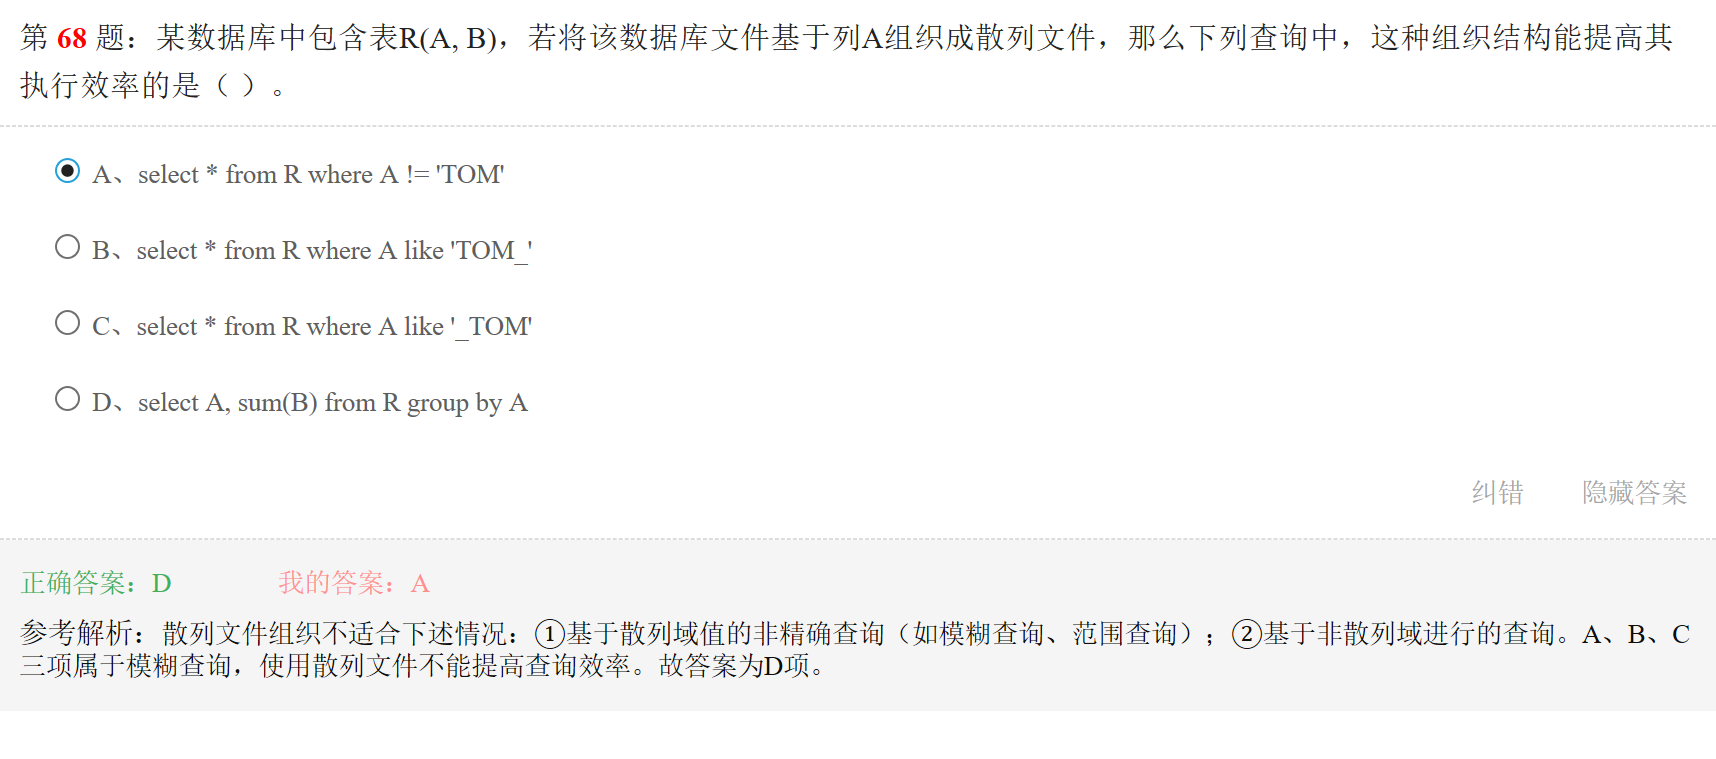 第 68 题：某数据库中包含表R(A, B)，若将该数据库文件基于列A组织成散列文件，那么下列查询中，这种组织结构能提高其
执行效率的是（ ）。
A、select * from R where A != 'TOM'
B、select * from R where A like 'TOM_'
C、select * from R where A like '_TOM'
D、select A, sum(B) from R group by A
纠错 隐藏答案
正确答案：D 我的答案：A
参考解析：散列文件组织不适合下述情况：①基于散列域值的非精确查询（如模糊查询、范围查询）；②基于非散列域进行的查询。A、B、C
三项属于模糊查询，使用散列文件不能提高查询效率。故答案为D项。